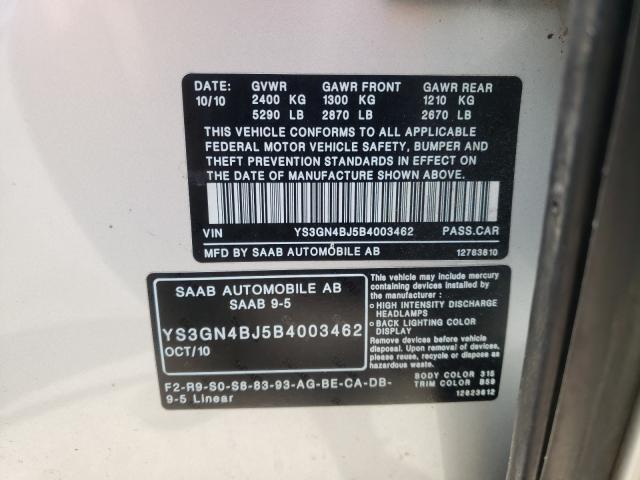 DATE: GVWR GAWR FRONT GAWR REAR
10/10 2400 KG 1300 KG 1210 KG
5290 LB 2870 LB 2670 LB
THIS VEHICLE CONFORMS TO ALL APPLICABLE
FEDERAL MOTOR VEHICLE SAFETY, BUMPER AND
THEFT PREVENTION STANDARDS IN EFFECT ON
THE DATE OF MANUFACTURE SHOWN ABOVE.
VIN YS3GN4BJ5B4003462 PASS.CAR
MFD BY SAAB AUTOMOBILE AB 12783610
SAAB AUTOMOBILE AB
SAAB 9-5
YS3GN4BJ5B4003462
OCT/10
F2-R9-S0-S8-83-93-AG-BE-CA-DB-
9-5 Linear
This vehicle may include mercury
containing devices installed by
the manufacturer:
HIGH INTENSITY DISCHARGE
HEADLAMPS
BACK LIGHTING COLOR
DISPLAY
Remove devices before vehicle
disposal. Upon removal of devices
please reuse, recycle or dispose as
hazardous waste.
BODY COLOR 315
TRIM COLOR B59
12823612